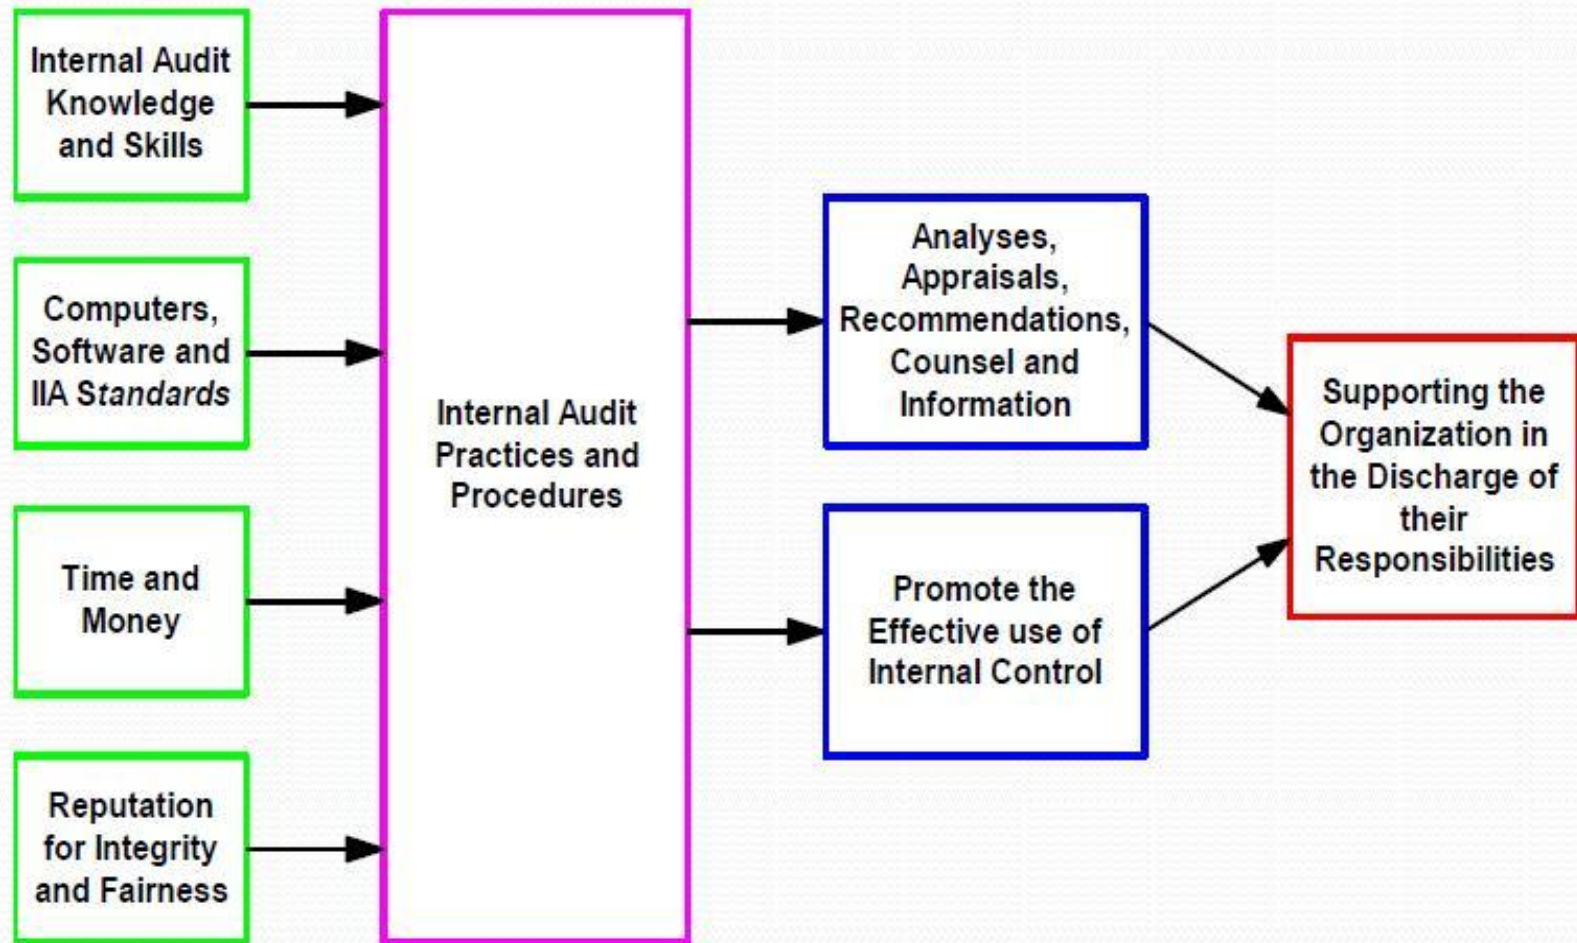 Internal Audit
Knowledge
and Skills
Computers,
Software and
IIA Standards
Time and
Money
Reputation
for Integrity
and Fairness
Internal Audit
Practices and
Procedures
Analyses,
Appraisals,
Recommendations,
Counsel and
Information
Promote the
Effective use of
Internal Control
Supporting the
Organization in
the Discharge of
their
Responsibilities